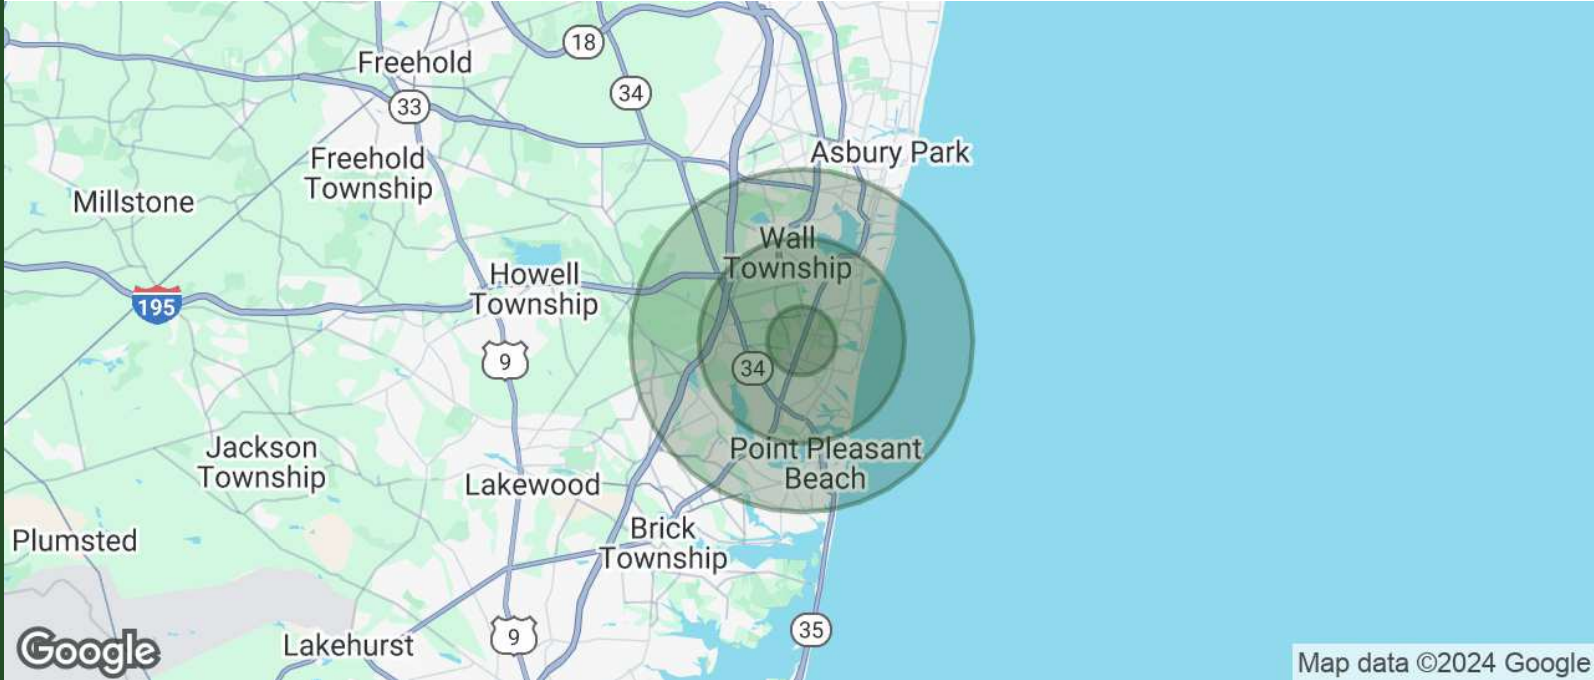 18
Freehold
34
33
Asbury Park
Freehold
Township
Millstone
Wall
Township
Howell
Township
195
9
34
Jackson
Township
Point Pleasant
Beach
Lakewood
Brick
Township
Plumsted
35
9
Lakehurst
Google
Map data ©2024 Google